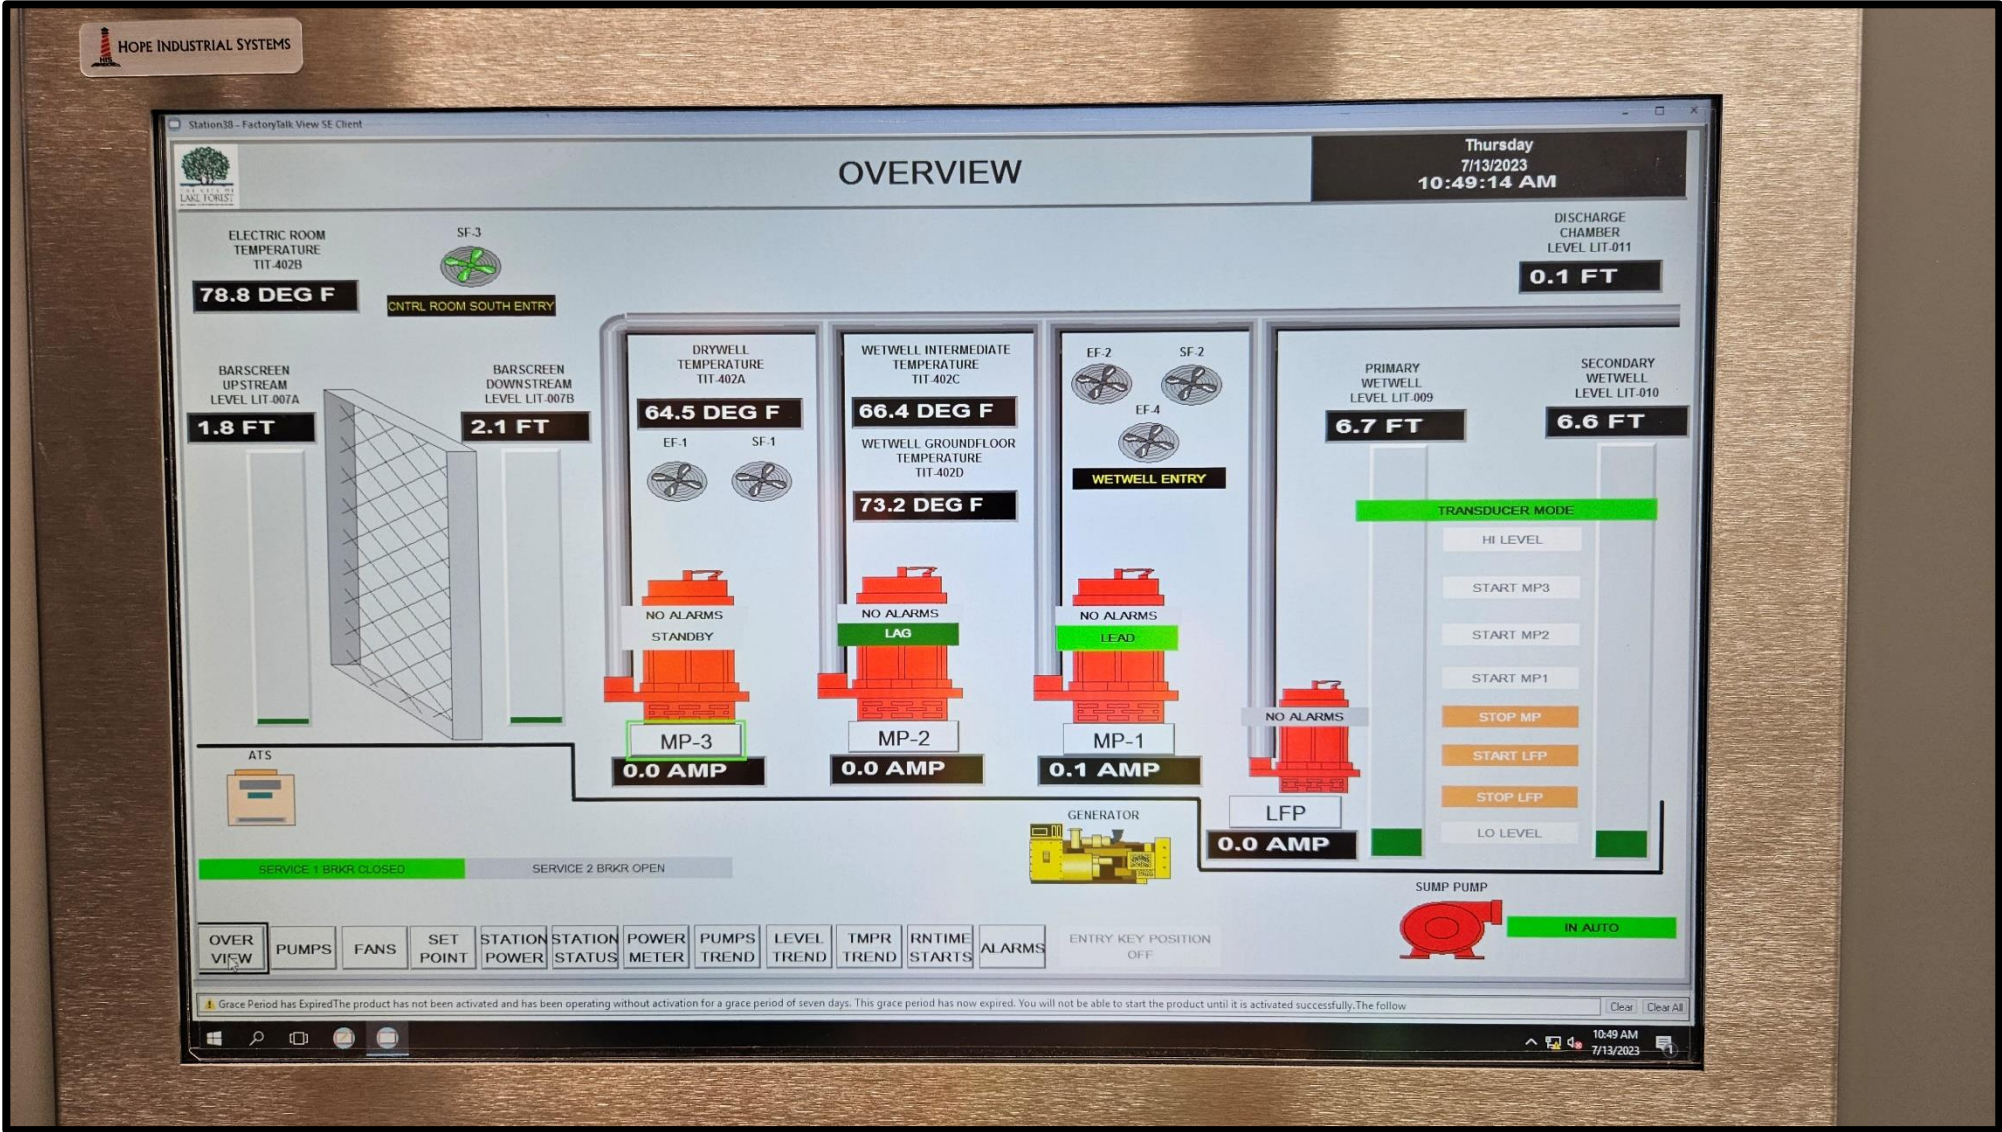 HOPE INDUSTRIAL SYSTEMS
Station38 - FactoryTalk View SE Client
LAKE FOREST
OVERVIEW
Thursday
7/13/2023
10:49:14 AM
ELECTRIC ROOM
TEMPERATURE
TIT-402B
78.8 DEG F
SF-3
CNTRL ROOM SOUTH ENTRY
DISCHARGE
CHAMBER
LEVEL LIT-011
0.1 FT
BARSCREEN
UPSTREAM
LEVEL LIT-007A
1.8 FT
BARSCREEN
DOWNSTREAM
LEVEL LIT-007B
2.1 FT
DRYWELL
TEMPERATURE
TIT-402A
64.5 DEG F
EF-1
SF-1
WETWELL INTERMEDIATE
TEMPERATURE
TIT-402C
66.4 DEG F
WETWELL GROUNDFLOOR
TEMPERATURE
TIT-402D
73.2 DEG F
EF-2
SF-2
EF-4
WETWELL ENTRY
PRIMARY
WETWELL
LEVEL LIT-009
6.7 FT
SECONDARY
WETWELL
LEVEL LIT-010
6.6 FT
TRANSDUCER MODE
HI LEVEL
START MP3
START MP2
START MP1
STOP MP
START LFP
STOP LFP
LO LEVEL
NO ALARMS
STANDBY
MP-3
0.0 AMP
NO ALARMS
LAG
MP-2
0.0 AMP
NO ALARMS
LEAD
MP-1
0.1 AMP
NO ALARMS
LFP
0.0 AMP
ATS
GENERATOR
SERVICE 1 BRKR CLOSED
SERVICE 2 BRKR OPEN
SUMP PUMP
IN AUTO
OVER
VIEW
PUMPS
FANS
SET
POINT
STATION
POWER
STATION
STATUS
POWER
METER
PUMPS
TREND
LEVEL
TREND
TMPR
TREND
RNTIME
STARTS
ALARMS
ENTRY KEY POSITION
OFF
Grace Period has ExpiredThe product has not been activated and has been operating without activation for a grace period of seven days. This grace period has now expired. You will not be able to start the product until it is activated successfully.The follow
Clear
Clear All
10:49 AM
7/13/2023
1